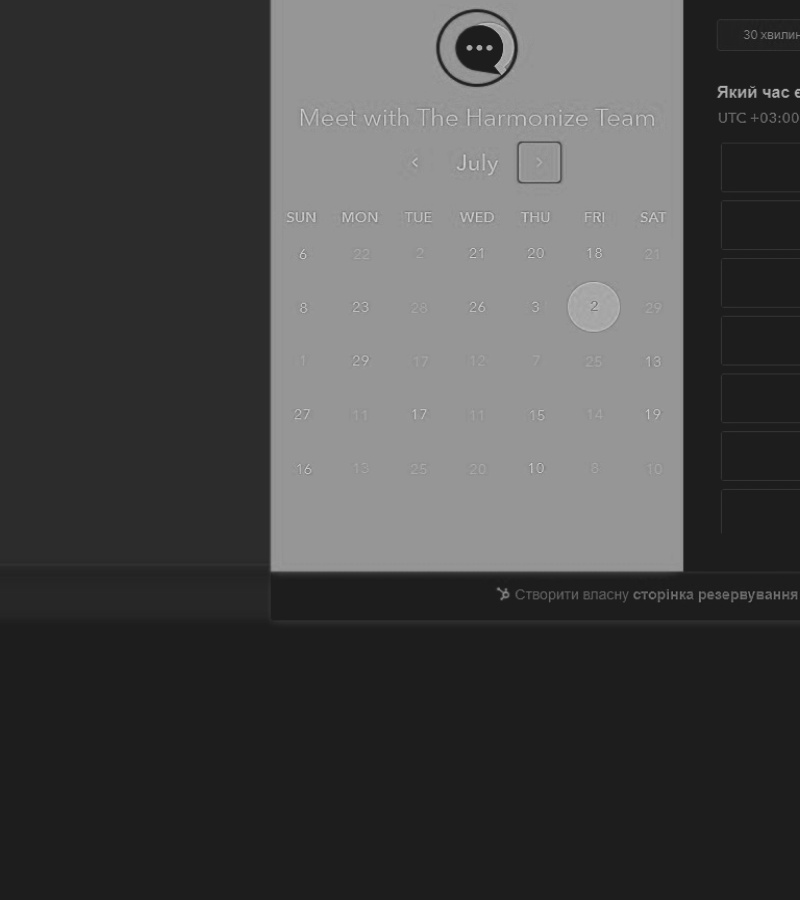 Meet with The Harmonize Team
July
SUN MON TUE WED THU FRI SAT
6 22 2 21 20 18 21
8 23 28 26 3 2 29
1 29 17 12 7 25 13
27 11 17 11 15 14 19
16 13 25 20 10 8 10
30 хвилин
Який час є
UTC +03:00
Створити власну сторінка резервування